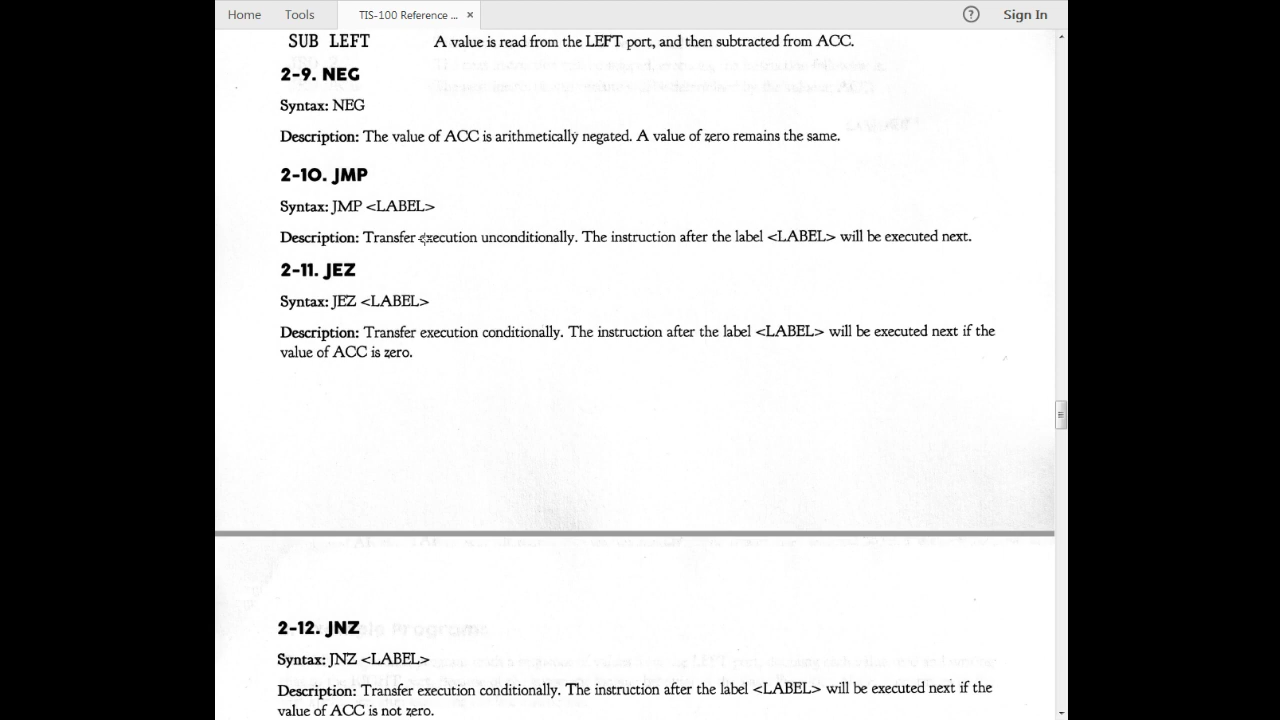 Home Tools TIS-100 Reference ... × ? Sign In
SUB LEFT A value is read from the LEFT port, and then subtracted from ACC.
2-9. NEG
Syntax: NEG
Description: The value of ACC is arithmetically negated. A value of zero remains the same.
2-10. JMP
Syntax: JMP <LABEL>
Description: Transfer execution unconditionally. The instruction after the label <LABEL> will be executed next.
2-11. JEZ
Syntax: JEZ <LABEL>
Description: Transfer execution conditionally. The instruction after the label <LABEL> will be executed next if the
value of ACC is zero.
2-12. JNZ
Syntax: JNZ <LABEL>
Description: Transfer execution conditionally. The instruction after the label <LABEL> will be executed next if the
value of ACC is not zero.